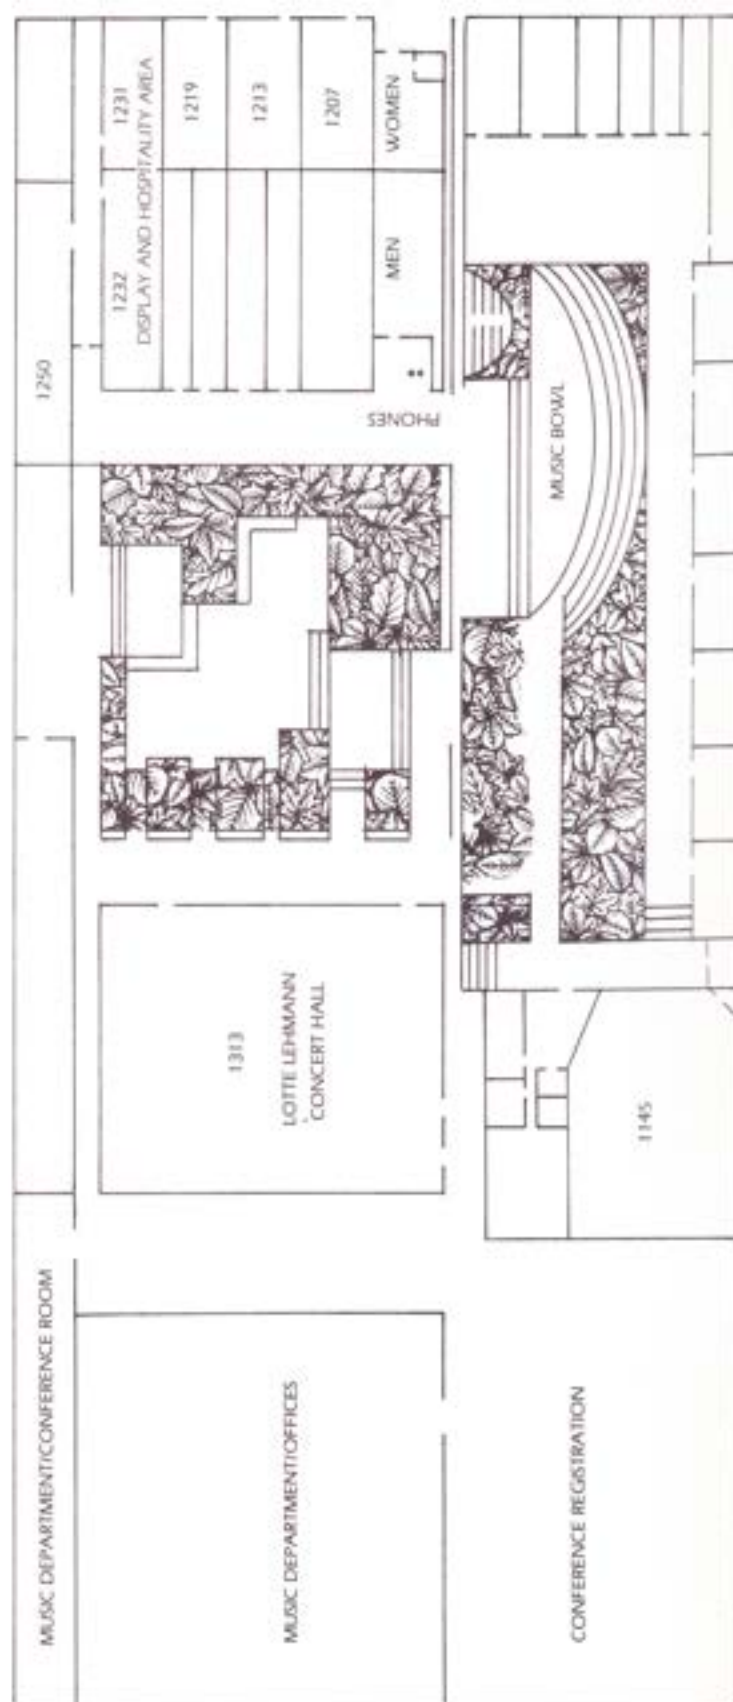 MUSIC DEPARTMENT/CONFERENCE ROOM
1250
1232
1231
DISPLAY AND HOSPITALITY AREA
1219
1213
1207
MEN
WOMEN
PHONES
MUSIC DEPARTMENT/OFFICES
1313
LOTTE LEHMANN
CONCERT HALL
MUSIC BOWL
CONFERENCE REGISTRATION
1145